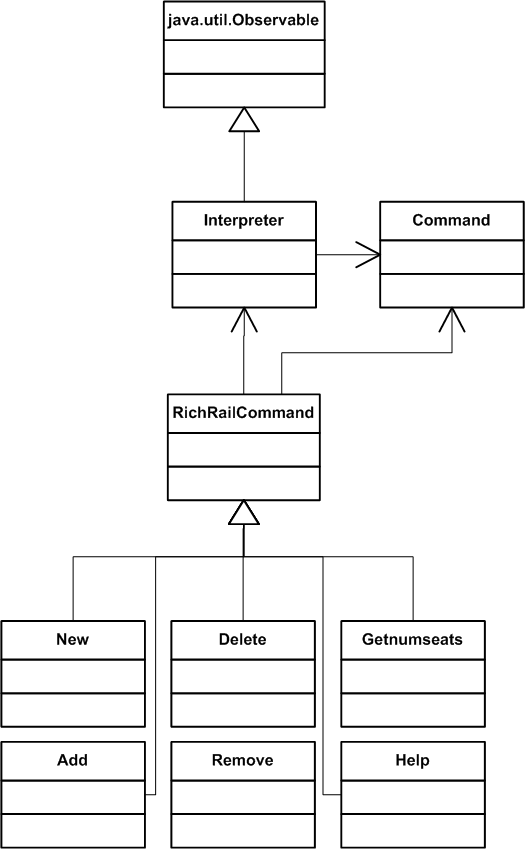 java.util.Observable
Interpreter
Command
RichRailCommand
New
Delete
Getnumseats
Add
Remove
Help